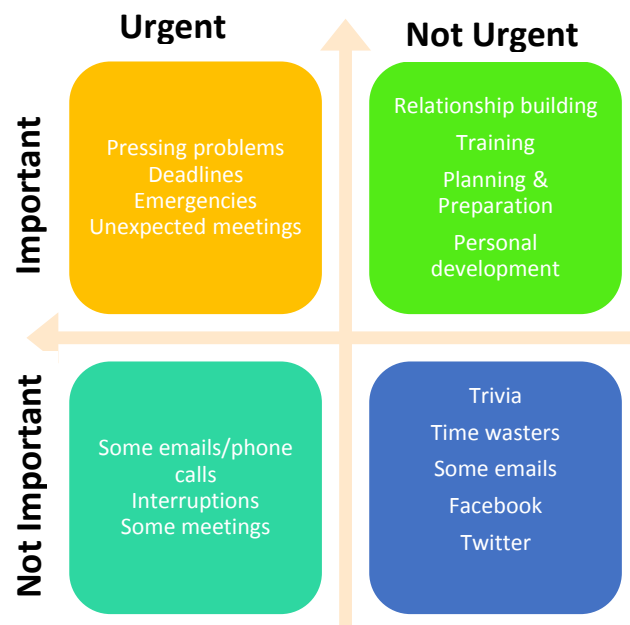 Urgent
Not Urgent
Important
Pressing problems
Deadlines
Emergencies
Unexpected meetings
Relationship building
Training
Planning &
Preparation
Personal
development
Not Important
Some emails/phone
calls
Interruptions
Some meetings
Trivia
Time wasters
Some emails
Facebook
Twitter